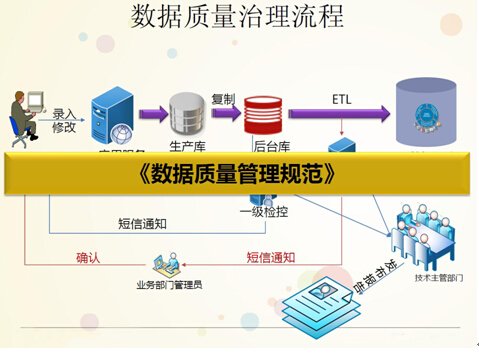 数据质量治理流程
录入
修改
复制
ETL
生产库
后台库
《数据质量管理规范》
一级检控
短信通知
确认
短信通知
业务部门管理员
技术主管部门
发布报告